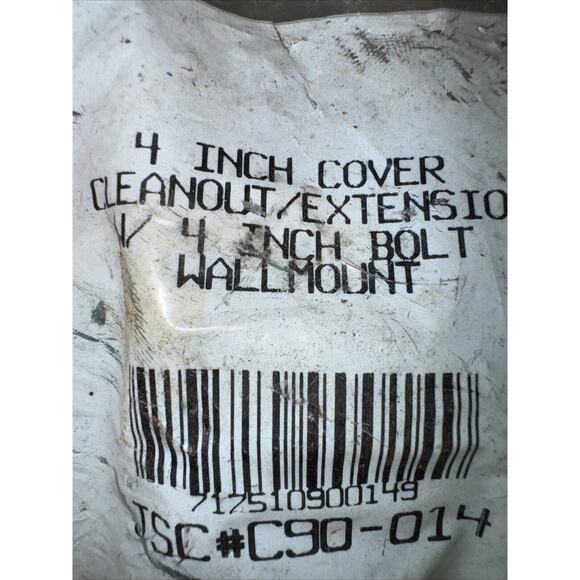 4 INCH COVER
CLEANOUT/EXTENSIO
W/ 4 INCH BOLT
WALLMOUNT
717510900149
JSC#C90-014